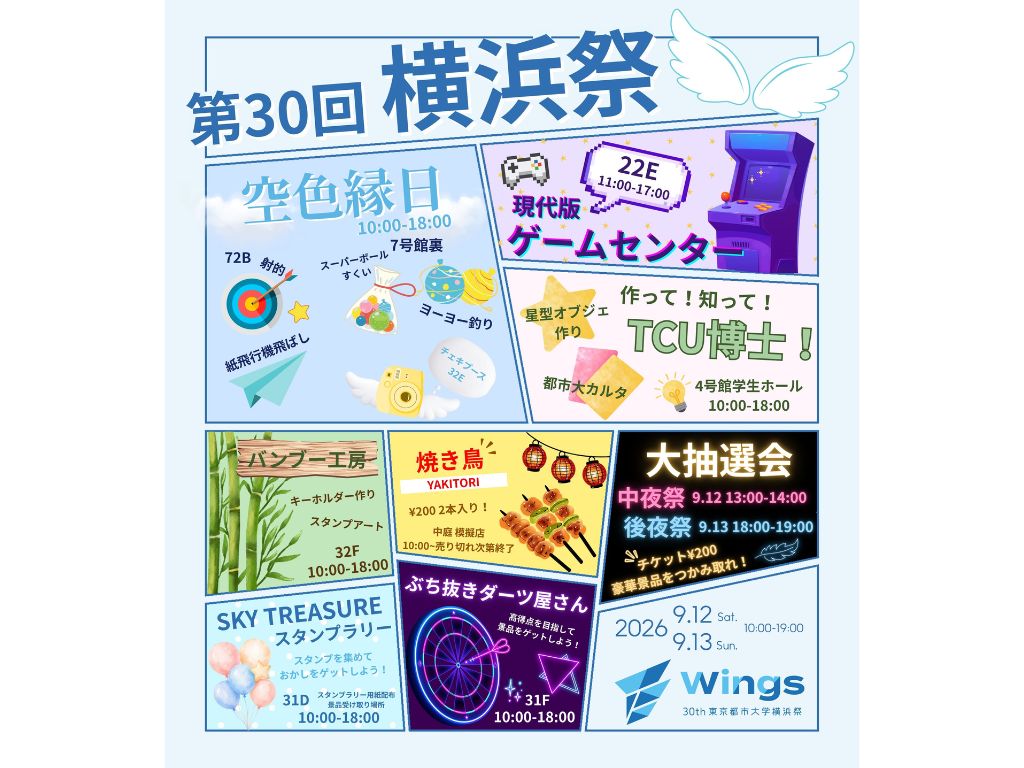 第30回 横浜祭
空色縁日
10:00-18:00
7号館裏
72B 射的
スーパーボール
すくい
ヨーヨー釣り
紙飛行機飛ばし
チェキブース
32E
22E
11:00-17:00
現代版
ゲームセンター
作って!知って!
TCU博士!
星型オブジェ
作り
都市大カルタ
4号館学生ホール
10:00-18:00
バンブー工房
キーホルダー作り
スタンプアート
32F
10:00-18:00
焼き鳥
YAKITORI
¥200 2本入り!
中庭 模擬店
10:00~売り切れ次第終了
大抽選会
中夜祭 9.12 13:00-14:00
後夜祭 9.13 18:00-19:00
チケット¥200
豪華景品をつかみ取れ!
SKY TREASURE
スタンプラリー
スタンプを集めて
おかしをゲットしよう!
31D スタンプラリー用紙配布
景品受け取り場所
10:00-18:00
ぶち抜きダーツ屋さん
高得点を目指して
景品をゲットしよう!
31F
10:00-18:00
2026 9.12 Sat.
9.13 Sun.
10:00-19:00
Wings
30th 東京都市大学横浜祭